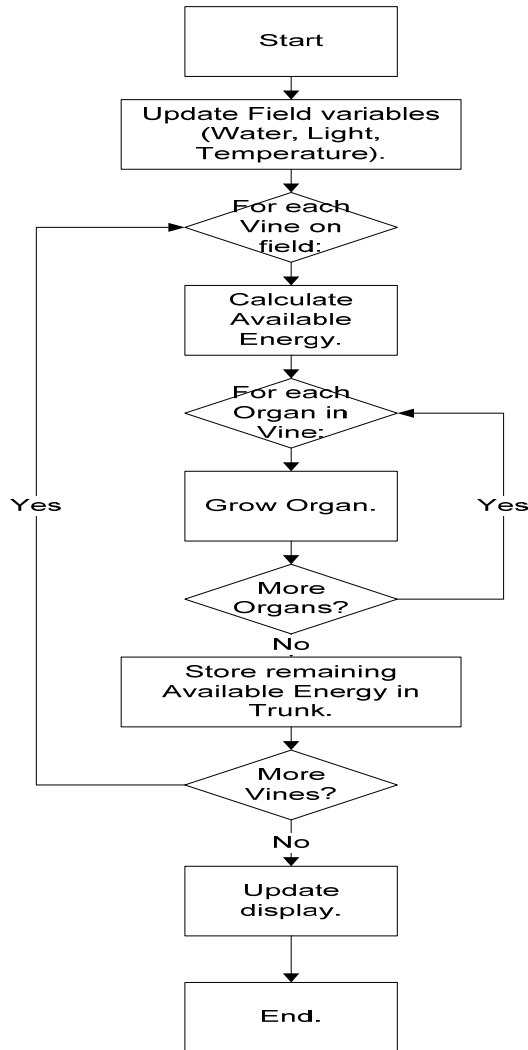 Start
Update Field variables
(Water, Light,
Temperature).
For each
Vine on
field:
Calculate
Available
Energy.
For each
Organ in
Vine:
Yes
Grow Organ.
Yes
More
Organs?
No
Store remaining
Available Energy in
Trunk.
More
Vines?
No
Update
display.
End.